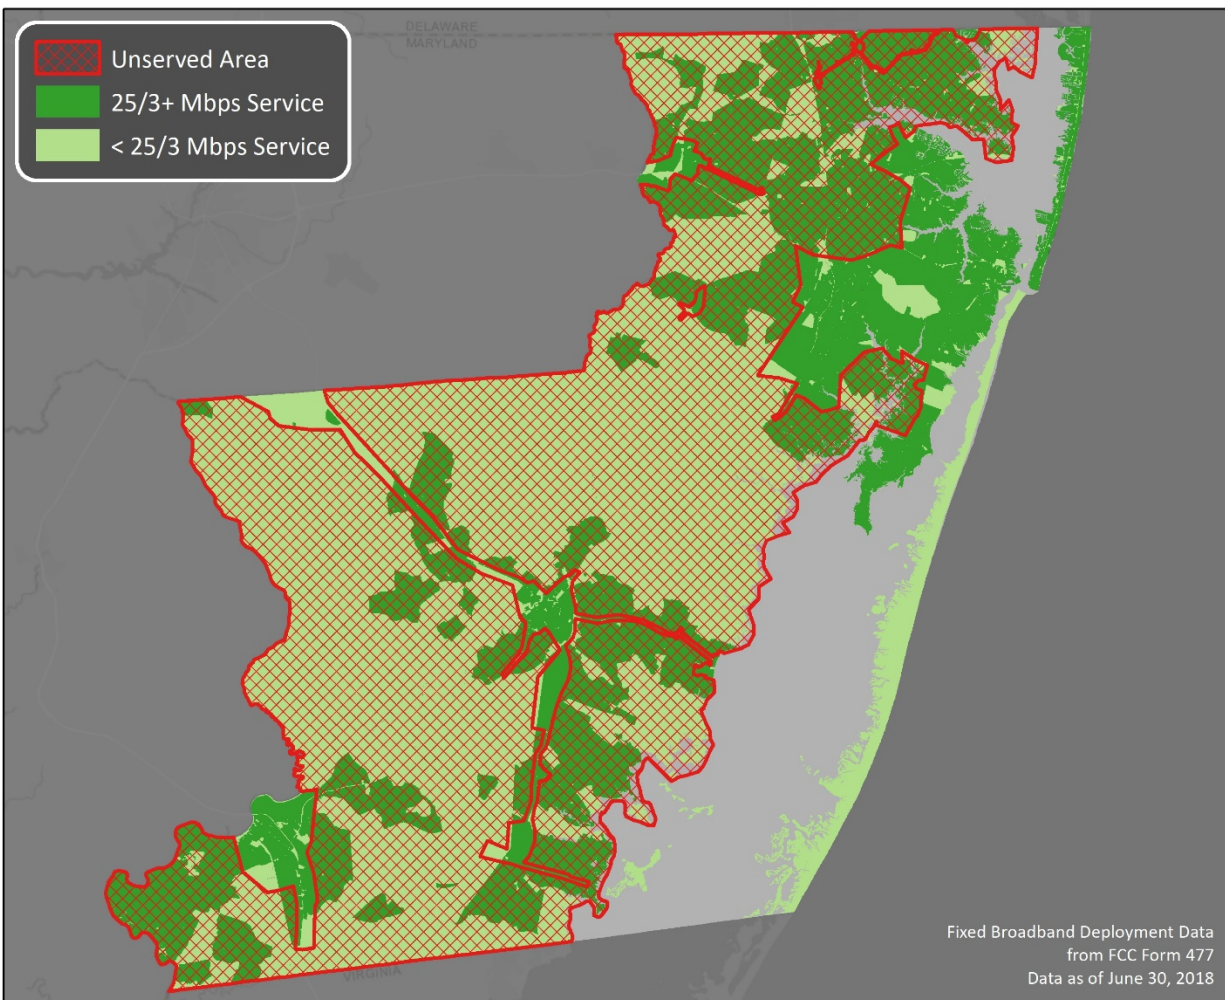 DELAWARE
MARYLAND
Unserved Area
25/3+ Mbps Service
< 25/3 Mbps Service
VIRGINIA
Fixed Broadband Deployment Data
from FCC Form 477
Data as of June 30, 2018